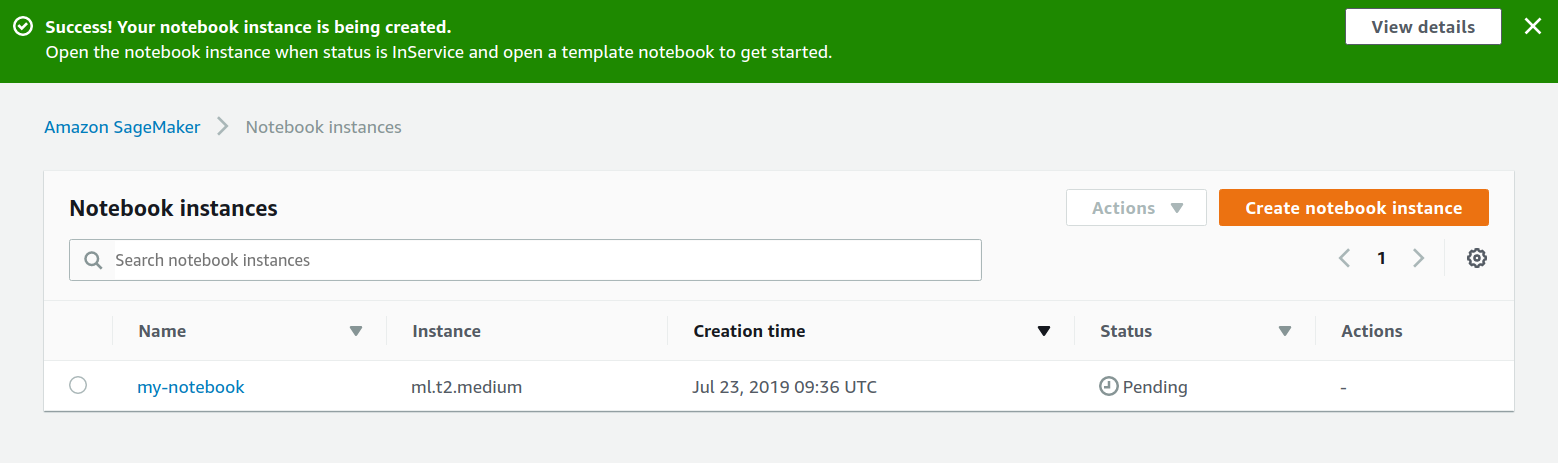 Success! Your notebook instance is being created.
View details
Open the notebook instance when status is InService and open a template notebook to get started.
Amazon SageMaker > Notebook instances
Notebook instances
Actions
Create notebook instance
Search notebook instances
1
Name Instance Creation time Status Actions
my-notebook ml.t2.medium Jul 23, 2019 09:36 UTC Pending -